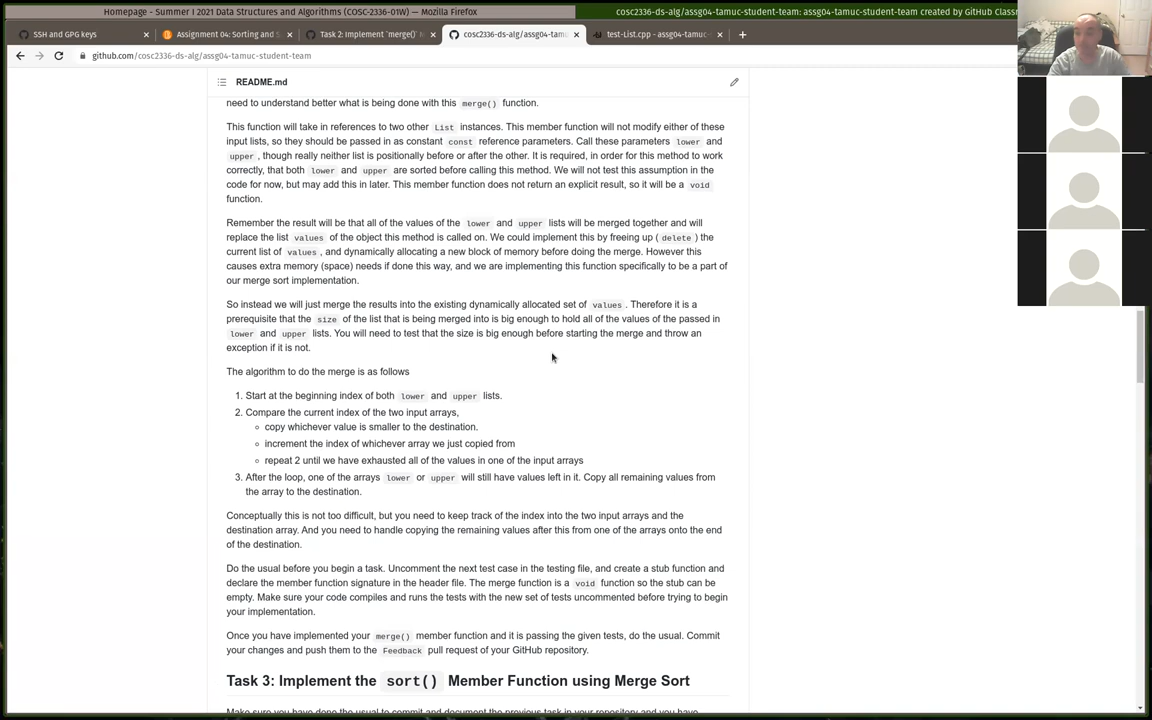 Homepage - Summer I 2021 Data Structures and Algorithms (COSC-2336-01W) — Mozilla Firefox
cosc2336-ds-alg/assg04-tamuc-student-team: assg04-tamuc-student-team created by GitHub Classr
SSH and GPG keys
Assignment 04: Sorting and S
Task 2: Implement `merge()` M
cosc2336-ds-alg/assg04-tamu
test-List.cpp - assg04-tamuc-
github.com/cosc2336-ds-alg/assg04-tamuc-student-team
README.md
need to understand better what is being done with this merge() function.
This function will take in references to two other List instances. This member function will not modify either of these
input lists, so they should be passed in as constant const reference parameters. Call these parameters lower and
upper , though really neither list is positionally before or after the other. It is required, in order for this method to work
correctly, that both lower and upper are sorted before calling this method. We will not test this assumption in the
code for now, but may add this in later. This member function does not return an explicit result, so it will be a void
function.
Remember the result will be that all of the values of the lower and upper lists will be merged together and will
replace the list values of the object this method is called on. We could implement this by freeing up ( delete ) the
current list of values , and dynamically allocating a new block of memory before doing the merge. However this
causes extra memory (space) needs if done this way, and we are implementing this function specifically to be a part of
our merge sort implementation.
So instead we will just merge the results into the existing dynamically allocated set of values . Therefore it is a
prerequisite that the size of the list that is being merged into is big enough to hold all of the values of the passed in
lower and upper lists. You will need to test that the size is big enough before starting the merge and throw an
exception if it is not.
The algorithm to do the merge is as follows
1. Start at the beginning index of both lower and upper lists.
2. Compare the current index of the two input arrays,
◦ copy whichever value is smaller to the destination.
◦ increment the index of whichever array we just copied from
◦ repeat 2 until we have exhausted all of the values in one of the input arrays
3. After the loop, one of the arrays lower or upper will still have values left in it. Copy all remaining values from
the array to the destination.
Conceptually this is not too difficult, but you need to keep track of the index into the two input arrays and the
destination array. And you need to handle copying the remaining values after this from one of the arrays onto the end
of the destination.
Do the usual before you begin a task. Uncomment the next test case in the testing file, and create a stub function and
declare the member function signature in the header file. The merge function is a void function so the stub can be
empty. Make sure your code compiles and runs the tests with the new set of tests uncommented before trying to begin
your implementation.
Once you have implemented your merge() member function and it is passing the given tests, do the usual. Commit
your changes and push them to the Feedback pull request of your GitHub repository.
Task 3: Implement the sort() Member Function using Merge Sort
Make sure you have done the usual to commit and document the previous task in your repository and you have